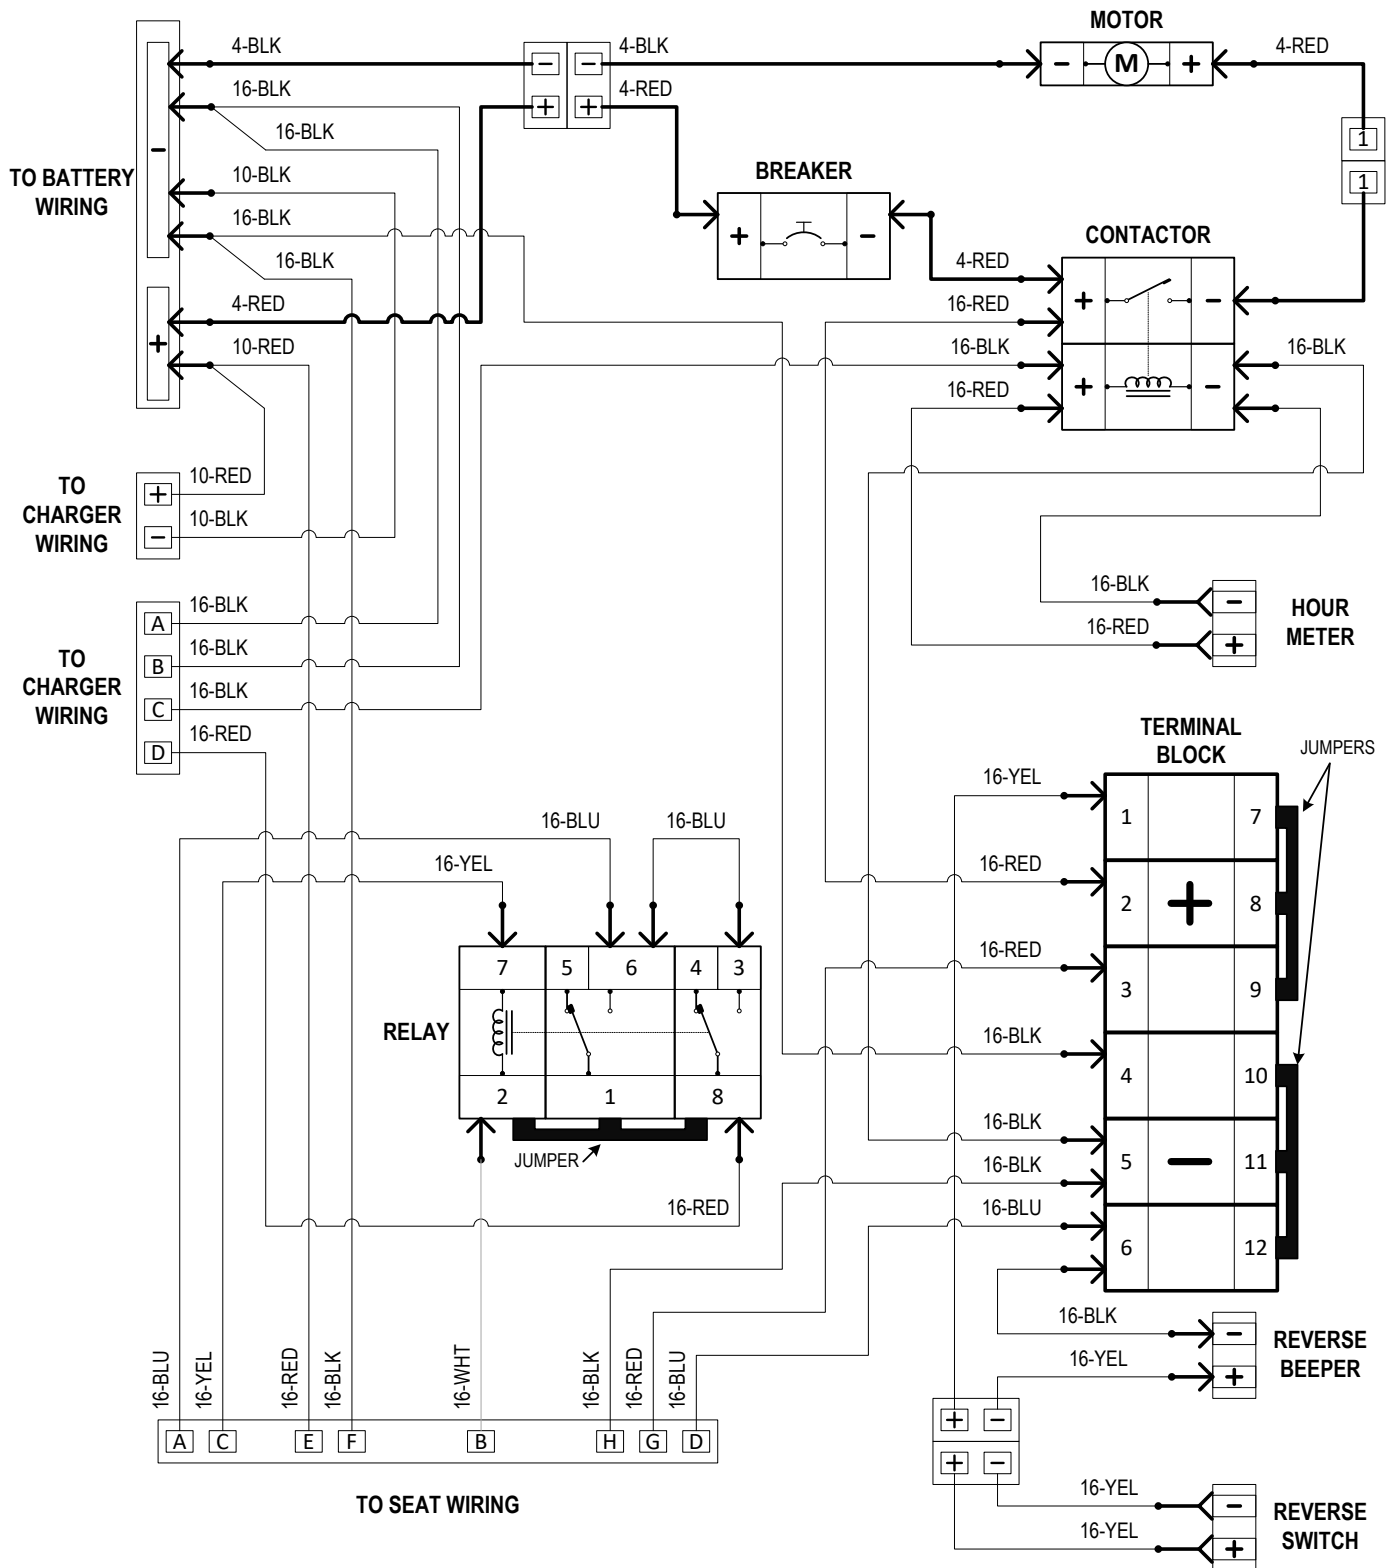 MOTOR
4-BLK
4-BLK
4-RED
16-BLK
4-RED
- - - M +
+ +
16-BLK
1
TO BATTERY
WIRING
-
10-BLK
BREAKER
1
16-BLK
+ -
CONTACTOR
16-BLK
4-RED
4-RED
16-RED
+ -
+
10-RED
16-BLK
16-BLK
16-RED
+ -
TO
CHARGER
WIRING
+
10-RED
-
10-BLK
16-BLK
-
16-RED
+
HOUR
METER
TO
CHARGER
WIRING
A
16-BLK
B
16-BLK
C
16-BLK
D
16-RED
TERMINAL
BLOCK
JUMPERS
16-YEL
1 7
16-RED
2 + 8
16-RED
3 9
16-BLK
4 10
16-BLK
16-BLK
5 - 11
16-BLU
6 12
16-BLU
16-BLU
16-YEL
7 5 6 4 3
RELAY
2 1 8
JUMPER
16-RED
16-BLK
-
16-YEL
+
REVERSE
BEEPER
16-BLU
16-YEL
16-RED
16-BLK
16-WHT
16-BLK
16-RED
16-BLU
A C E F B H G D
TO SEAT WIRING
+ -
+ -
16-YEL
-
16-YEL
+
REVERSE
SWITCH